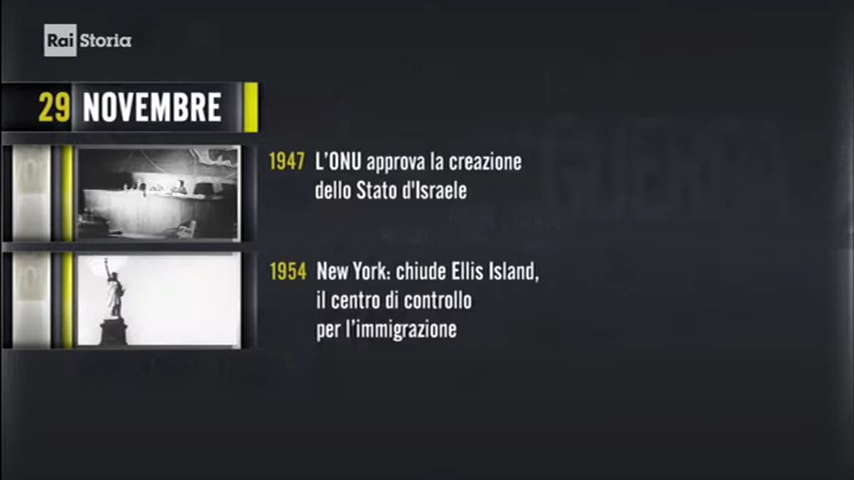 Rai Storia
29 NOVEMBRE
1947 L'ONU approva la creazione
dello Stato d'Israele
1954 New York: chiude Ellis Island,
il centro di controllo
per l'immigrazione
GUERRA